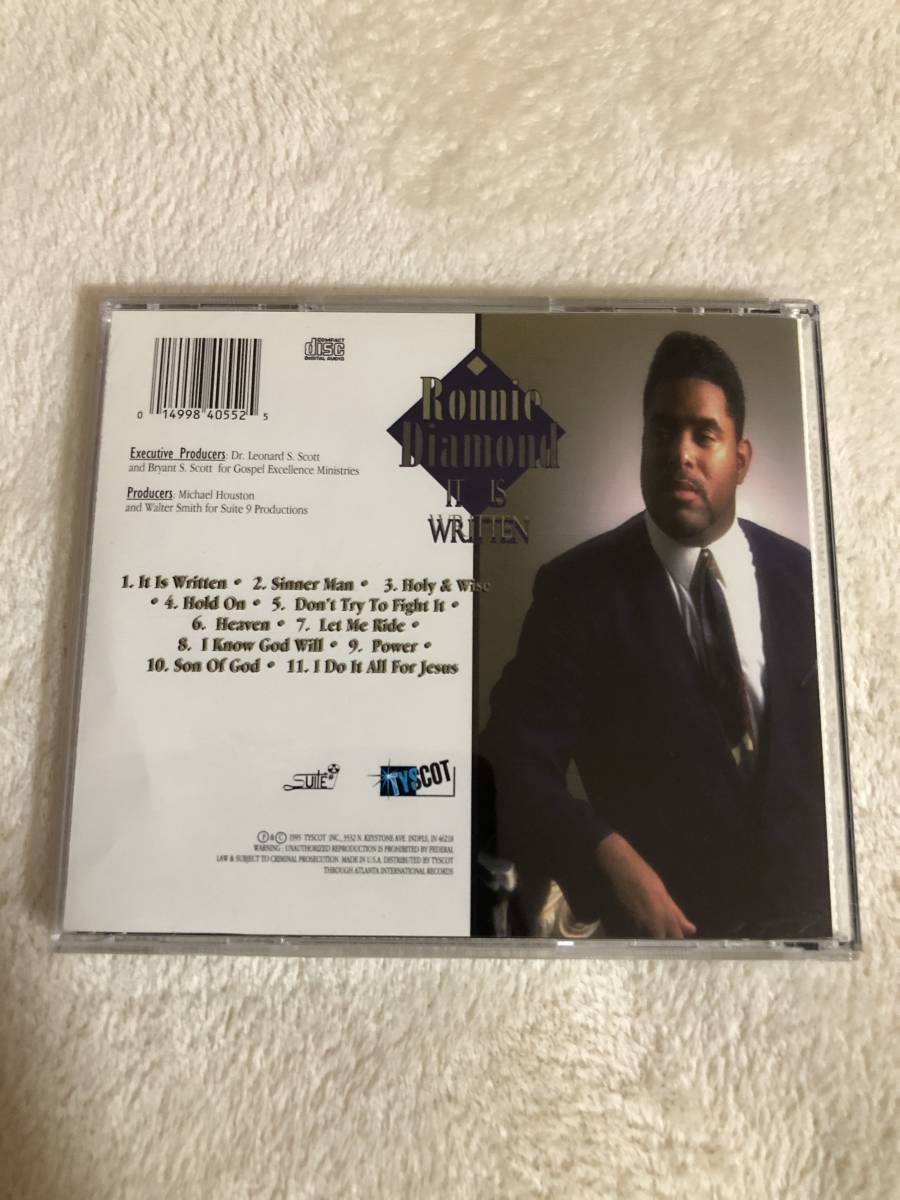 0 14998 40552 5
COMPACT
disc
DIGITAL AUDIO
Ronnie
Diamond
IT IS
WRITTEN
Executive Producers: Dr. Leonard S. Scott
and Bryant S. Scott for Gospel Excellence Ministries
Producers: Michael Houston
and Walter Smith for Suite 9 Productions
1. It Is Written • 2. Sinner Man • 3. Holy & Wise
• 4. Hold On • 5. Don't Try To Fight It •
6. Heaven • 7. Let Me Ride •
8. I Know God Will • 9. Power •
10. Son Of God • 11. I Do It All For Jesus
SUITE 9
TYSCOT
℗ & © 1995 TYSCOT INC., 3532 N. KEYSTONE AVE. INDPLS, IN 46218
WARNING : UNAUTHORIZED REPRODUCTION IS PROHIBITED BY FEDERAL
LAW & SUBJECT TO CRIMINAL PROSECUTION. MADE IN U.S.A. DISTRIBUTED BY TYSCOT
THROUGH ATLANTA INTERNATIONAL RECORDS